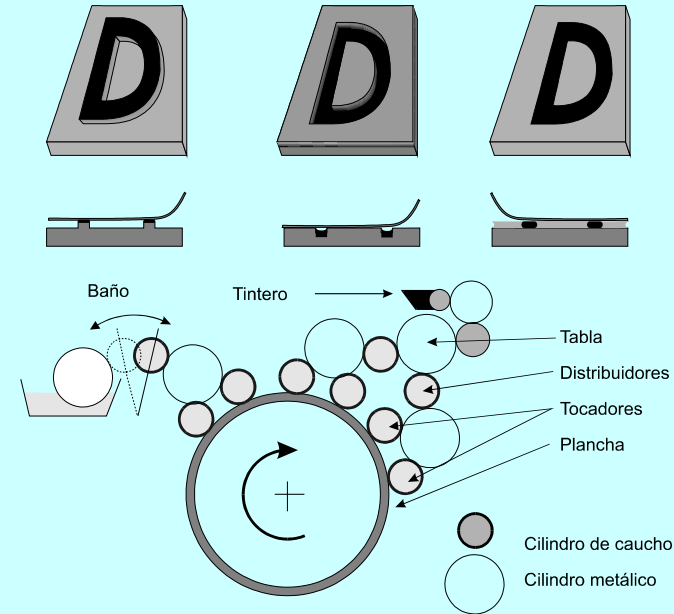 D
D
D
Baño
Tintero
Tabla
Distribuidores
Tocadores
Plancha
Cilindro de caucho
Cilindro metálico